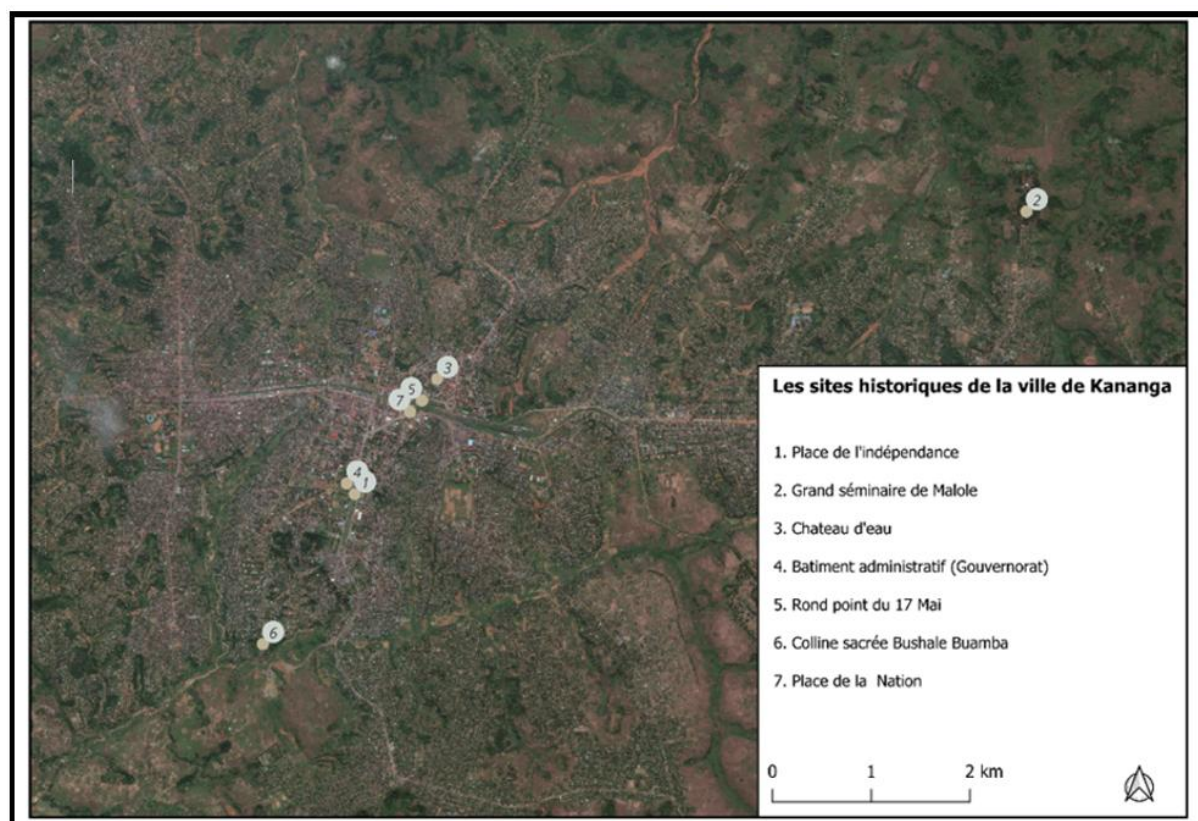 2
3
5
7
4
1
6
Les sites historiques de la ville de Kananga
1. Place de l'indépendance
2. Grand séminaire de Malole
3. Chateau d'eau
4. Batiment administratif (Gouvernorat)
5. Rond point du 17 Mai
6. Colline sacrée Bushale Buamba
7. Place de la Nation
0 1 2 km